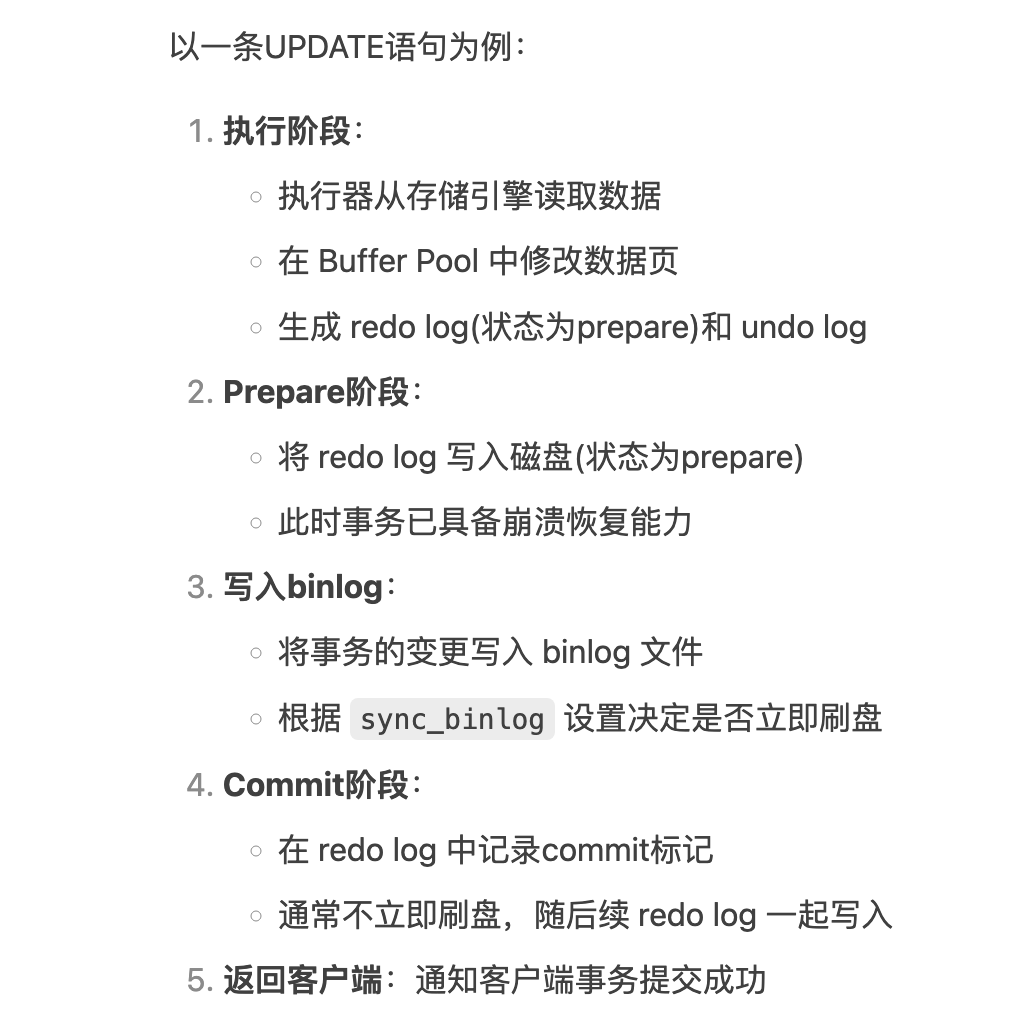 以一条UPDATE语句为例：
1. 执行阶段：
◦ 执行器从存储引擎读取数据
◦ 在 Buffer Pool 中修改数据页
◦ 生成 redo log(状态为prepare)和 undo log
2. Prepare阶段：
◦ 将 redo log 写入磁盘(状态为prepare)
◦ 此时事务已具备崩溃恢复能力
3. 写入binlog：
◦ 将事务的变更写入 binlog 文件
◦ 根据 sync_binlog 设置决定是否立即刷盘
4. Commit阶段：
◦ 在 redo log 中记录commit标记
◦ 通常不立即刷盘，随后续 redo log 一起写入
5. 返回客户端：通知客户端事务提交成功